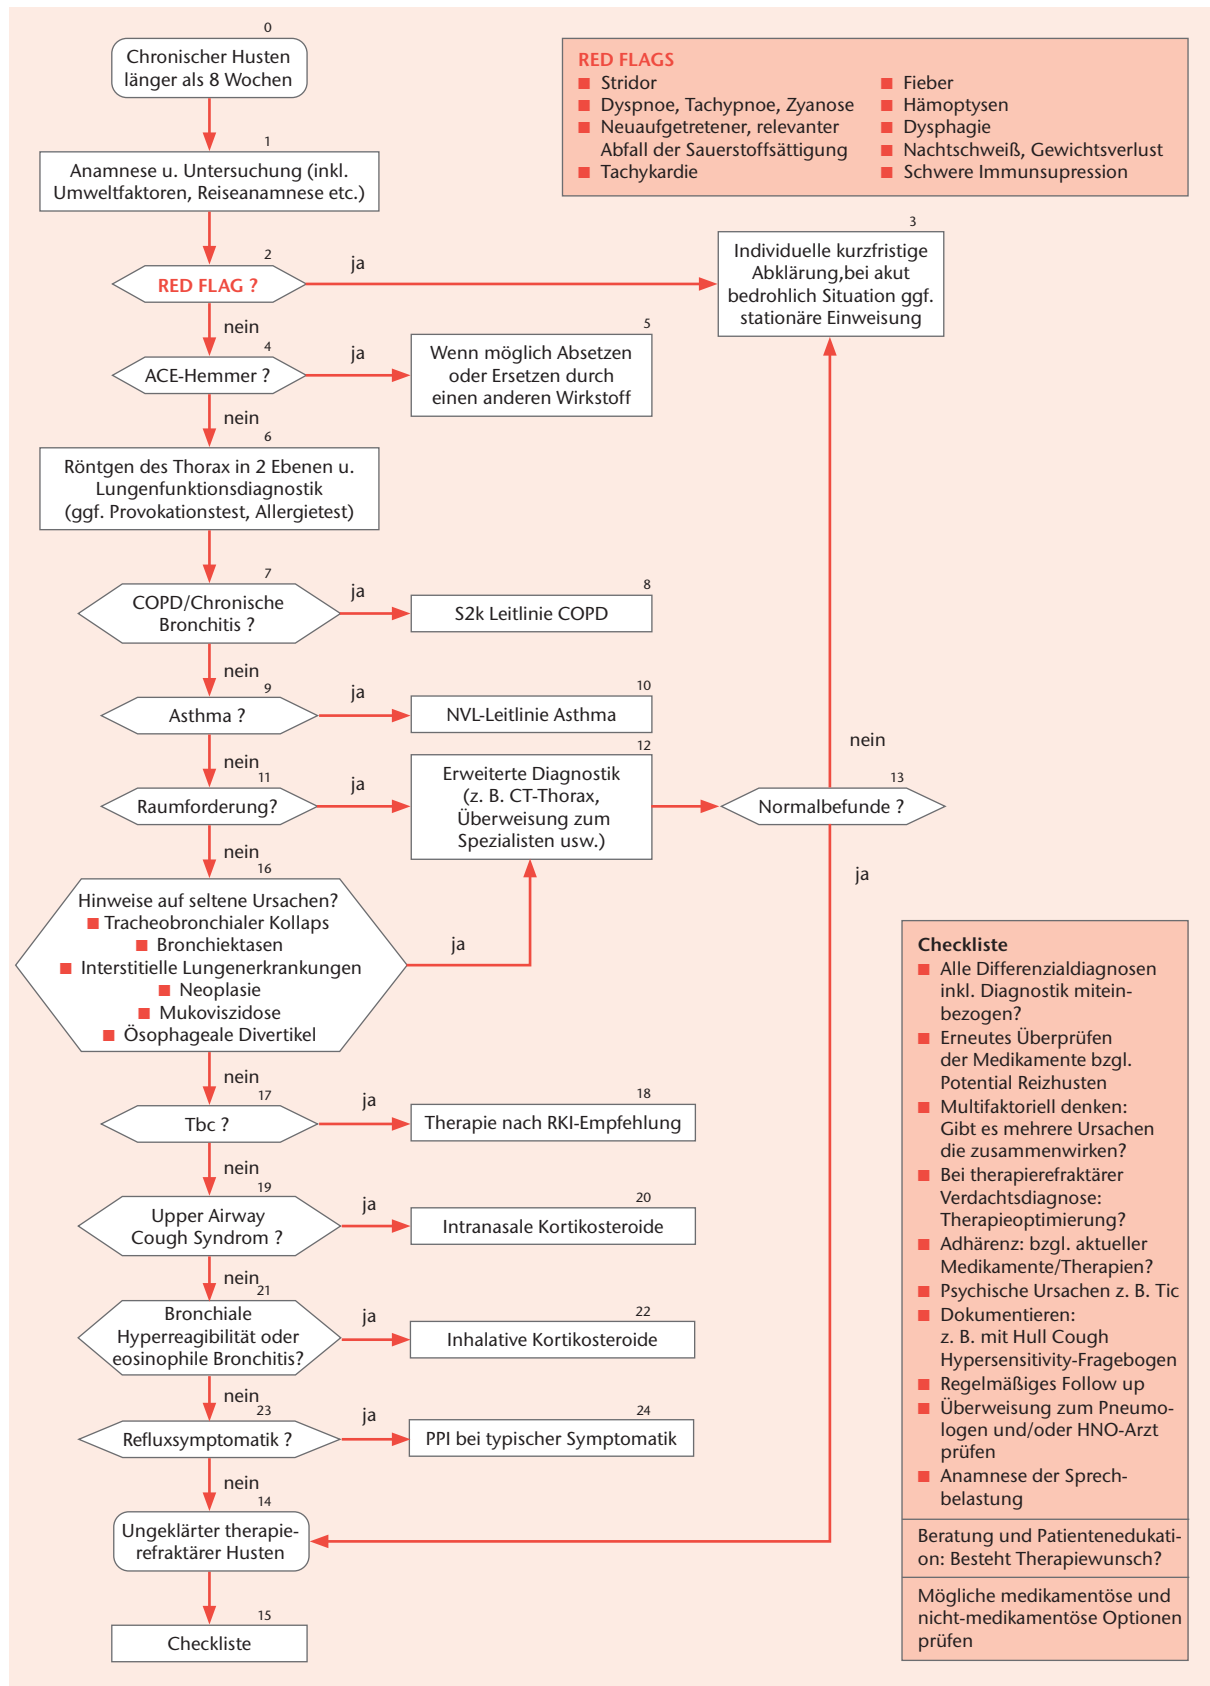 0
Chronischer Husten
länger als 8 Wochen
RED FLAGS
■ Stridor
■ Dyspnoe, Tachypnoe, Zyanose
■ Neuaufgetretener, relevanter
Abfall der Sauerstoffsättigung
■ Tachykardie
■ Fieber
■ Hämoptysen
■ Dysphagie
■ Nachtschweiß, Gewichtsverlust
■ Schwere Immunsupression
1
Anamnese u. Untersuchung (inkl.
Umweltfaktoren, Reiseanamnese etc.)
2
RED FLAG ?
ja
3
Individuelle kurzfristige
Abklärung,bei akut
bedrohlich Situation ggf.
stationäre Einweisung
nein
4
ACE-Hemmer ?
ja
5
Wenn möglich Absetzen
oder Ersetzen durch
einen anderen Wirkstoff
nein
6
Röntgen des Thorax in 2 Ebenen u.
Lungenfunktionsdiagnostik
(ggf. Provokationstest, Allergietest)
7
COPD/Chronische
Bronchitis ?
ja
8
S2k Leitlinie COPD
nein
9
Asthma ?
ja
10
NVL-Leitlinie Asthma
nein
11
Raumforderung?
ja
12
Erweiterte Diagnostik
(z. B. CT-Thorax,
Überweisung zum
Spezialisten usw.)
nein
13
Normalbefunde ?
ja
nein
16
Hinweise auf seltene Ursachen?
■ Tracheobronchialer Kollaps
■ Bronchiektasen
■ Interstitielle Lungenerkrankungen
■ Neoplasie
■ Mukoviszidose
■ Ösophageale Divertikel
ja
nein
17
Tbc ?
ja
18
Therapie nach RKI-Empfehlung
nein
19
Upper Airway
Cough Syndrom ?
ja
20
Intranasale Kortikosteroide
nein
21
Bronchiale
Hyperreagibilität oder
eosinophile Bronchitis?
ja
22
Inhalative Kortikosteroide
nein
23
Refluxsymptomatik ?
ja
24
PPI bei typischer Symptomatik
nein
14
Ungeklärter therapie-
refraktärer Husten
15
Checkliste
Checkliste
■ Alle Differenzialdiagnosen
inkl. Diagnostik mitein-
bezogen?
■ Erneutes Überprüfen
der Medikamente bzgl.
Potential Reizhusten
■ Multifaktoriell denken:
Gibt es mehrere Ursachen
die zusammenwirken?
■ Bei therapierefraktärer
Verdachtsdiagnose:
Therapieoptimierung?
■ Adhärenz: bzgl. aktueller
Medikamente/Therapien?
■ Psychische Ursachen z. B. Tic
■ Dokumentieren:
z. B. mit Hull Cough
Hypersensitivity-Fragebogen
■ Regelmäßiges Follow up
■ Überweisung zum Pneumo-
logen und/oder HNO-Arzt
prüfen
■ Anamnese der Sprech-
belastung
Beratung und Patientenedukati-
on: Besteht Therapiewunsch?
Mögliche medikamentöse und
nicht-medikamentöse Optionen
prüfen